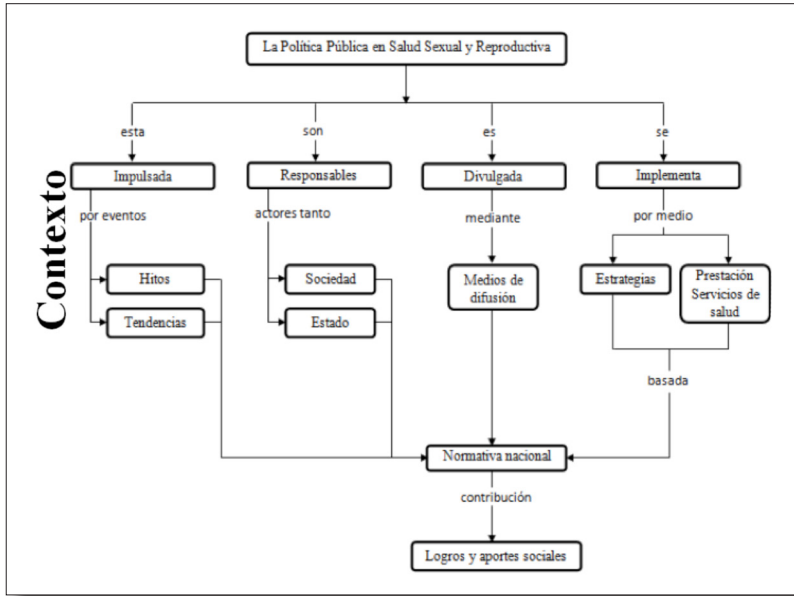 La Política Pública en Salud Sexual y Reproductiva
esta
son
es
se
Impulsada
Responsables
Divulgada
Implementa
por eventos
actores tanto
mediante
por medio
Contexto
Hitos
Sociedad
Medios de
difusión
Estrategias
Prestación
Servicios de
salud
Tendencias
Estado
basada
Normativa nacional
contribución
Logros y aportes sociales